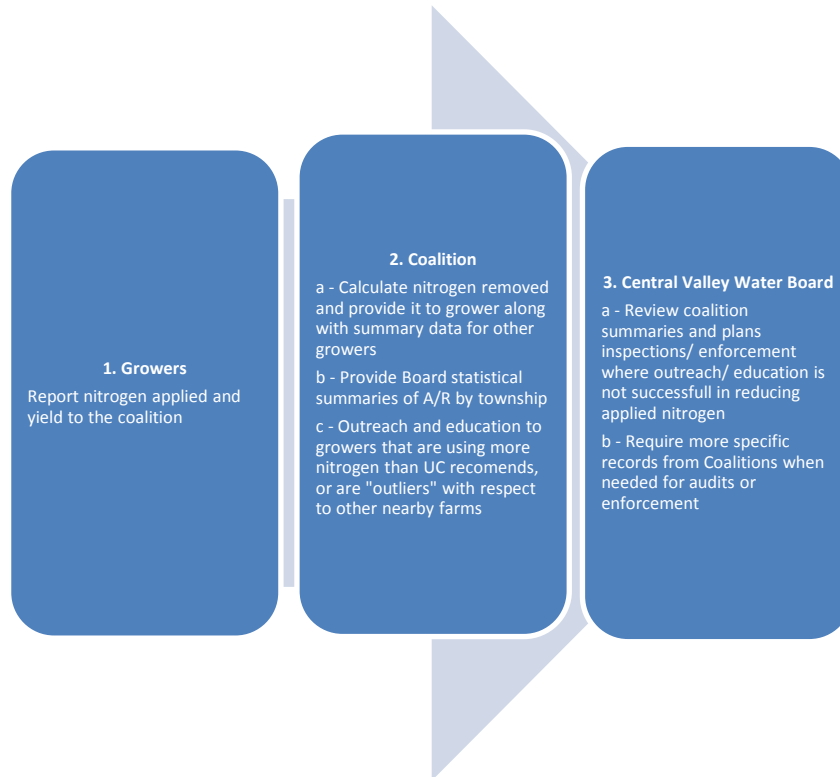 1. Growers
Report nitrogen applied and
yield to the coalition
2. Coalition
a - Calculate nitrogen removed
and provide it to grower along
with summary data for other
growers
b - Provide Board statistical
summaries of A/R by township
c - Outreach and education to
growers that are using more
nitrogen than UC recomends,
or are "outliers" with respect
to other nearby farms
3. Central Valley Water Board
a - Review coalition
summaries and plans
inspections/ enforcement
where outreach/ education is
not successfull in reducing
applied nitrogen
b - Require more specific
records from Coalitions when
needed for audits or
enforcement